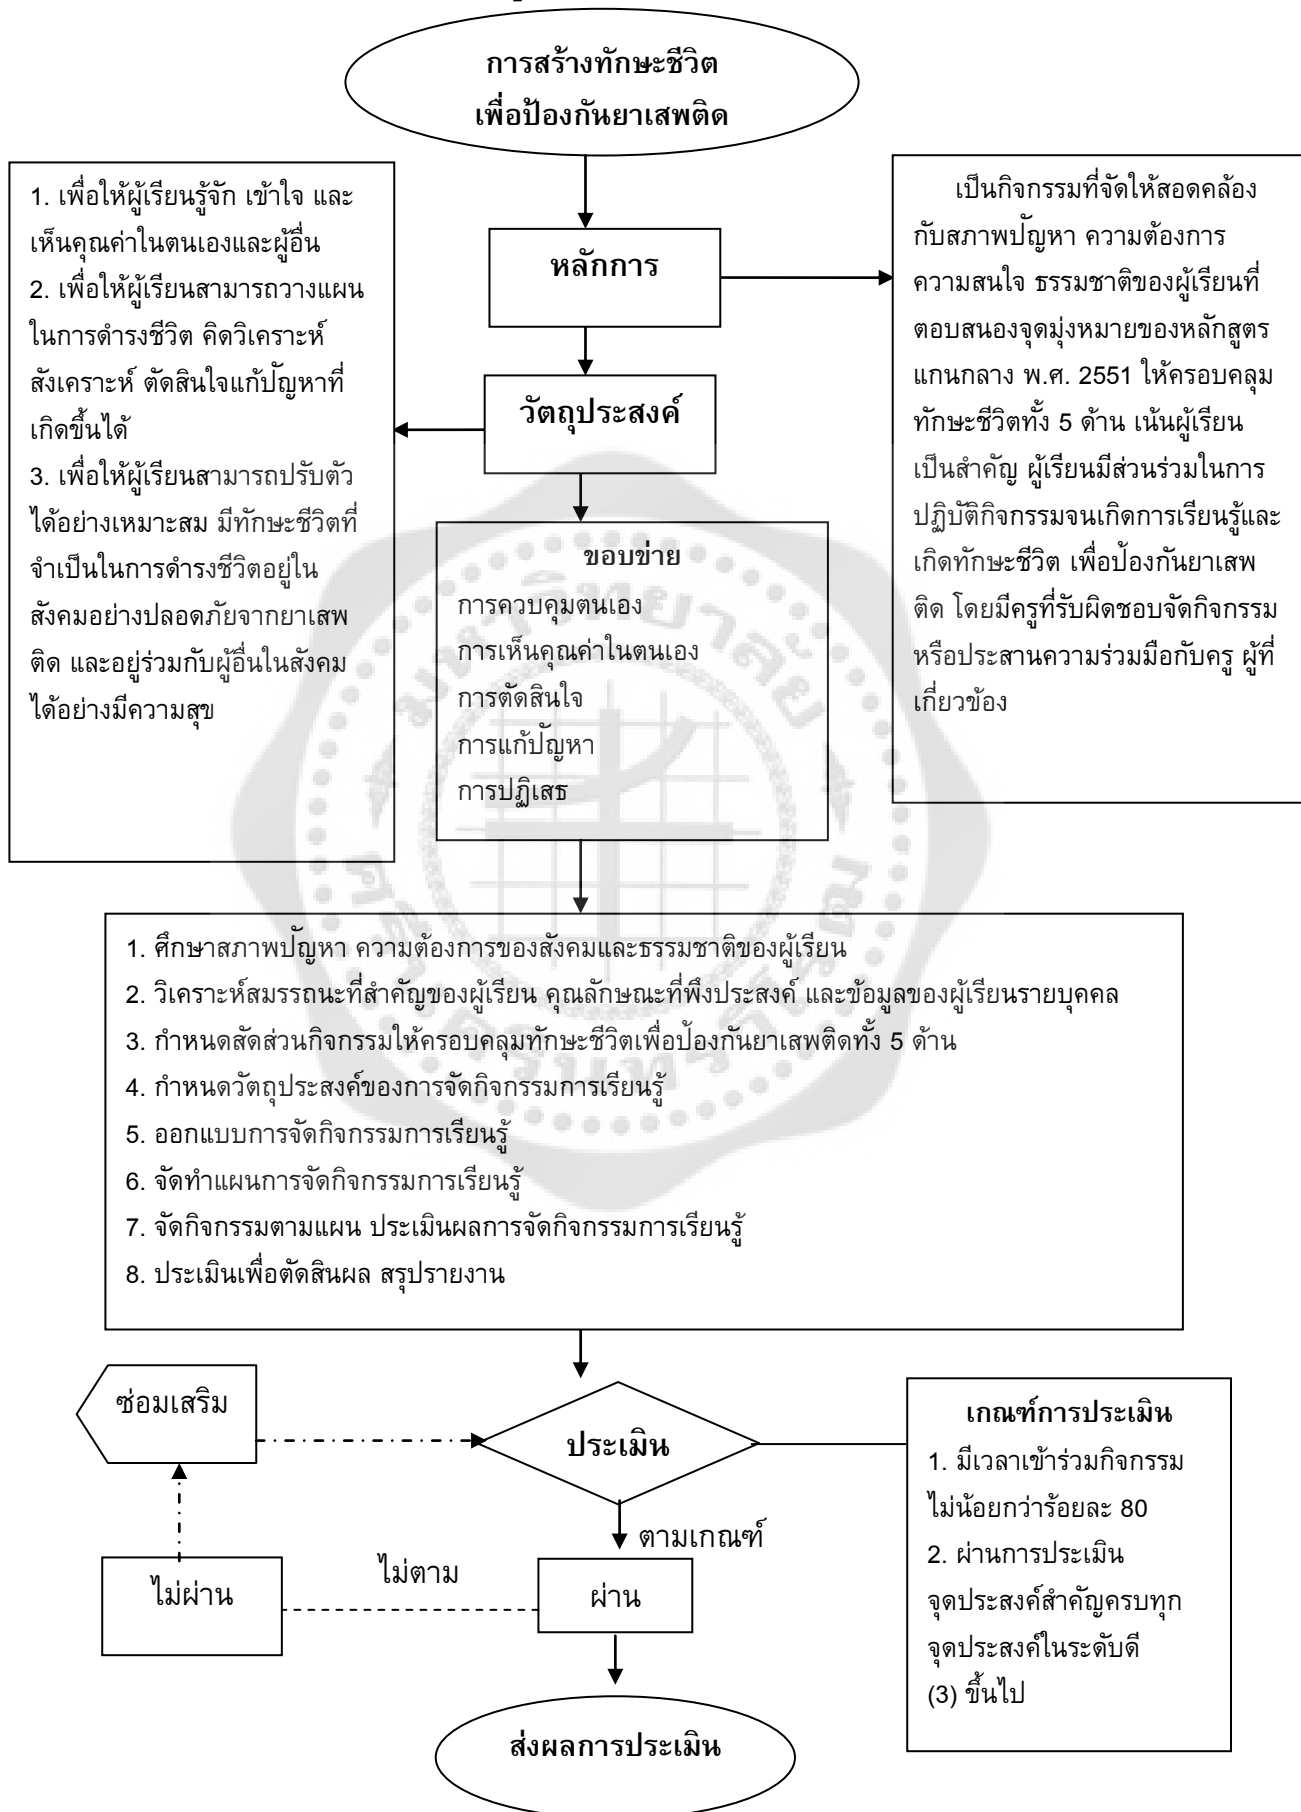 การสร้างทักษะชีวิต
เพื่อป้องกันยาเสพติด
หลักการ
เป็นกิจกรรมที่จัดให้สอดคล้อง
กับสภาพปัญหา ความต้องการ
ความสนใจ ธรรมชาติของผู้เรียนที่
ตอบสนองจุดมุ่งหมายของหลักสูตร
แกนกลาง พ.ศ. 2551 ให้ครอบคลุม
ทักษะชีวิตทั้ง 5 ด้าน เน้นผู้เรียน
เป็นสำคัญ ผู้เรียนมีส่วนร่วมในการ
ปฏิบัติกิจกรรมจนเกิดการเรียนรู้และ
เกิดทักษะชีวิต เพื่อป้องกันยาเสพ
ติด โดยมีครูที่รับผิดชอบจัดกิจกรรม
หรือประสานความร่วมมือกับครู ผู้ที่
เกี่ยวข้อง
วัตถุประสงค์
1. เพื่อให้ผู้เรียนรู้จัก เข้าใจ และ
เห็นคุณค่าในตนเองและผู้อื่น
2. เพื่อให้ผู้เรียนสามารถวางแผน
ในการดำรงชีวิต คิดวิเคราะห์
สังเคราะห์ ตัดสินใจแก้ปัญหาที่
เกิดขึ้นได้
3. เพื่อให้ผู้เรียนสามารถปรับตัว
ได้อย่างเหมาะสม มีทักษะชีวิตที่
จำเป็นในการดำรงชีวิตอยู่ใน
สังคมอย่างปลอดภัยจากยาเสพ
ติด และอยู่ร่วมกับผู้อื่นในสังคม
ได้อย่างมีความสุข
ขอบข่าย
การควบคุมตนเอง
การเห็นคุณค่าในตนเอง
การตัดสินใจ
การแก้ปัญหา
การปฏิเสธ
มหาวิทยาลัย
ศรีนครินทรวิโรฒ
1. ศึกษาสภาพปัญหา ความต้องการของสังคมและธรรมชาติของผู้เรียน
2. วิเคราะห์สมรรถนะที่สำคัญของผู้เรียน คุณลักษณะที่พึงประสงค์ และข้อมูลของผู้เรียนรายบุคคล
3. กำหนดสัดส่วนกิจกรรมให้ครอบคลุมทักษะชีวิตเพื่อป้องกันยาเสพติดทั้ง 5 ด้าน
4. กำหนดวัตถุประสงค์ของการจัดกิจกรรมการเรียนรู้
5. ออกแบบการจัดกิจกรรมการเรียนรู้
6. จัดทำแผนการจัดกิจกรรมการเรียนรู้
7. จัดกิจกรรมตามแผน ประเมินผลการจัดกิจกรรมการเรียนรู้
8. ประเมินเพื่อตัดสินผล สรุปรายงาน
ซ่อมเสริม
ประเมิน
เกณฑ์การประเมิน
1. มีเวลาเข้าร่วมกิจกรรม
ไม่น้อยกว่าร้อยละ 80
2. ผ่านการประเมิน
จุดประสงค์สำคัญครบทุก
จุดประสงค์ในระดับดี
(3) ขึ้นไป
ตามเกณฑ์
ไม่ผ่าน
ไม่ตาม
ผ่าน
ส่งผลการประเมิน